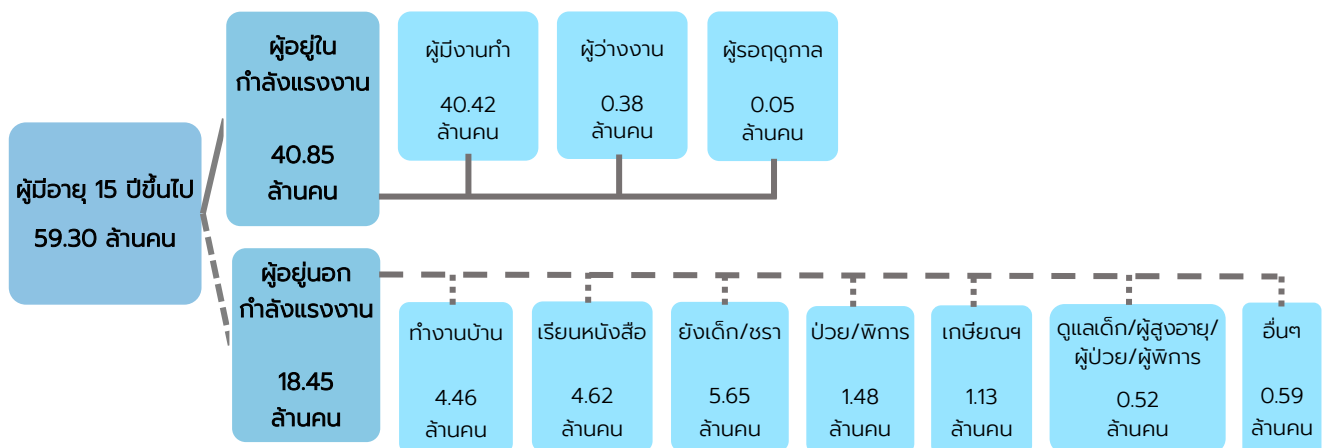 ผู้มีอายุ 15 ปีขึ้นไป
59.30 ล้านคน
ผู้อยู่ใน
กำลังแรงงาน
40.85
ล้านคน
ผู้มีงานทำ
40.42
ล้านคน
ผู้ว่างงาน
0.38
ล้านคน
ผู้รอฤดูกาล
0.05
ล้านคน
ผู้อยู่นอก
กำลังแรงงาน
18.45
ล้านคน
ทำงานบ้าน
4.46
ล้านคน
เรียนหนังสือ
4.62
ล้านคน
ยังเด็ก/ชรา
5.65
ล้านคน
ป่วย/พิการ
1.48
ล้านคน
เกษียณฯ
1.13
ล้านคน
ดูแลเด็ก/ผู้สูงอายุ/
ผู้ป่วย/ผู้พิการ
0.52
ล้านคน
อื่นๆ
0.59
ล้านคน